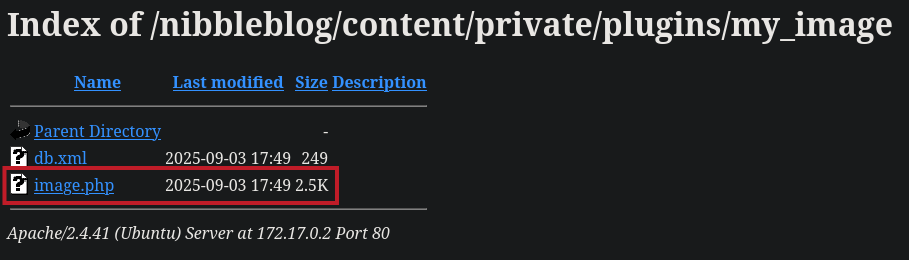 Index of /nibbleblog/content/private/plugins/my_image
Name Last modified Size Description
Parent Directory -
db.xml 2025-09-03 17:49 249
image.php 2025-09-03 17:49 2.5K
Apache/2.4.41 (Ubuntu) Server at 172.17.0.2 Port 80